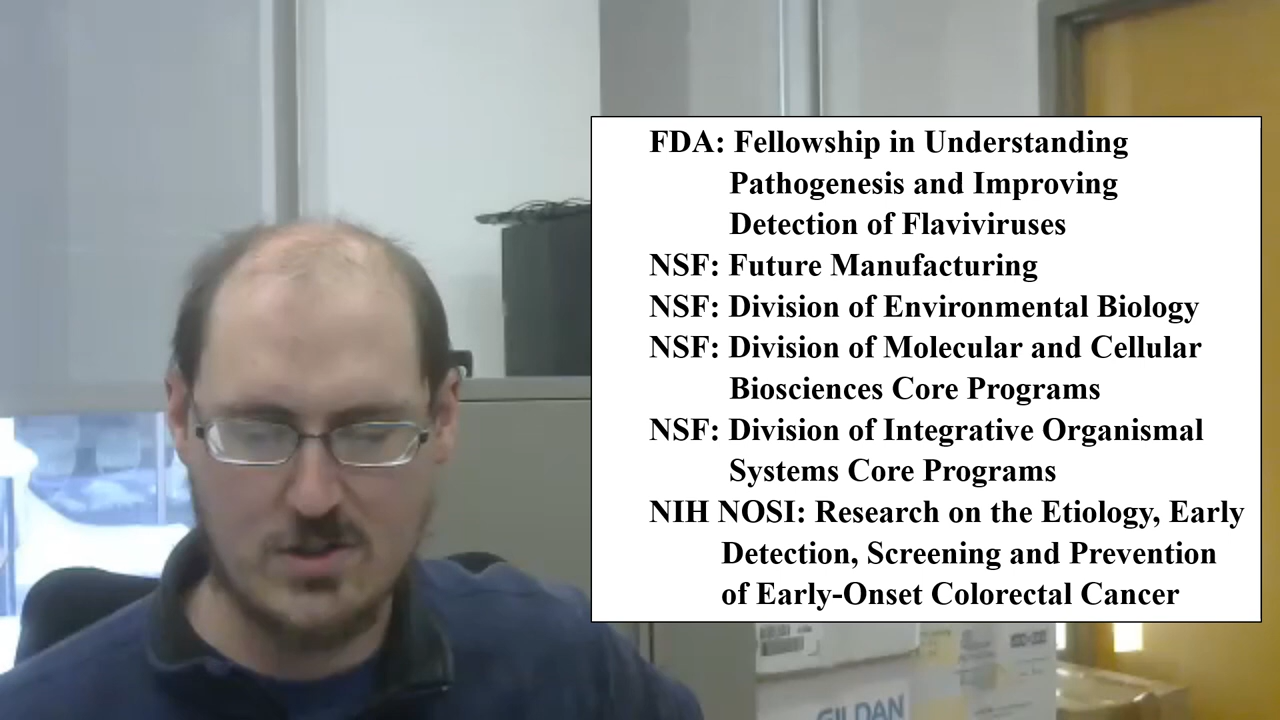 FDA: Fellowship in Understanding
Pathogenesis and Improving
Detection of Flaviviruses
NSF: Future Manufacturing
NSF: Division of Environmental Biology
NSF: Division of Molecular and Cellular
Biosciences Core Programs
NSF: Division of Integrative Organismal
Systems Core Programs
NIH NOSI: Research on the Etiology, Early
Detection, Screening and Prevention
of Early-Onset Colorectal Cancer
GILDAN